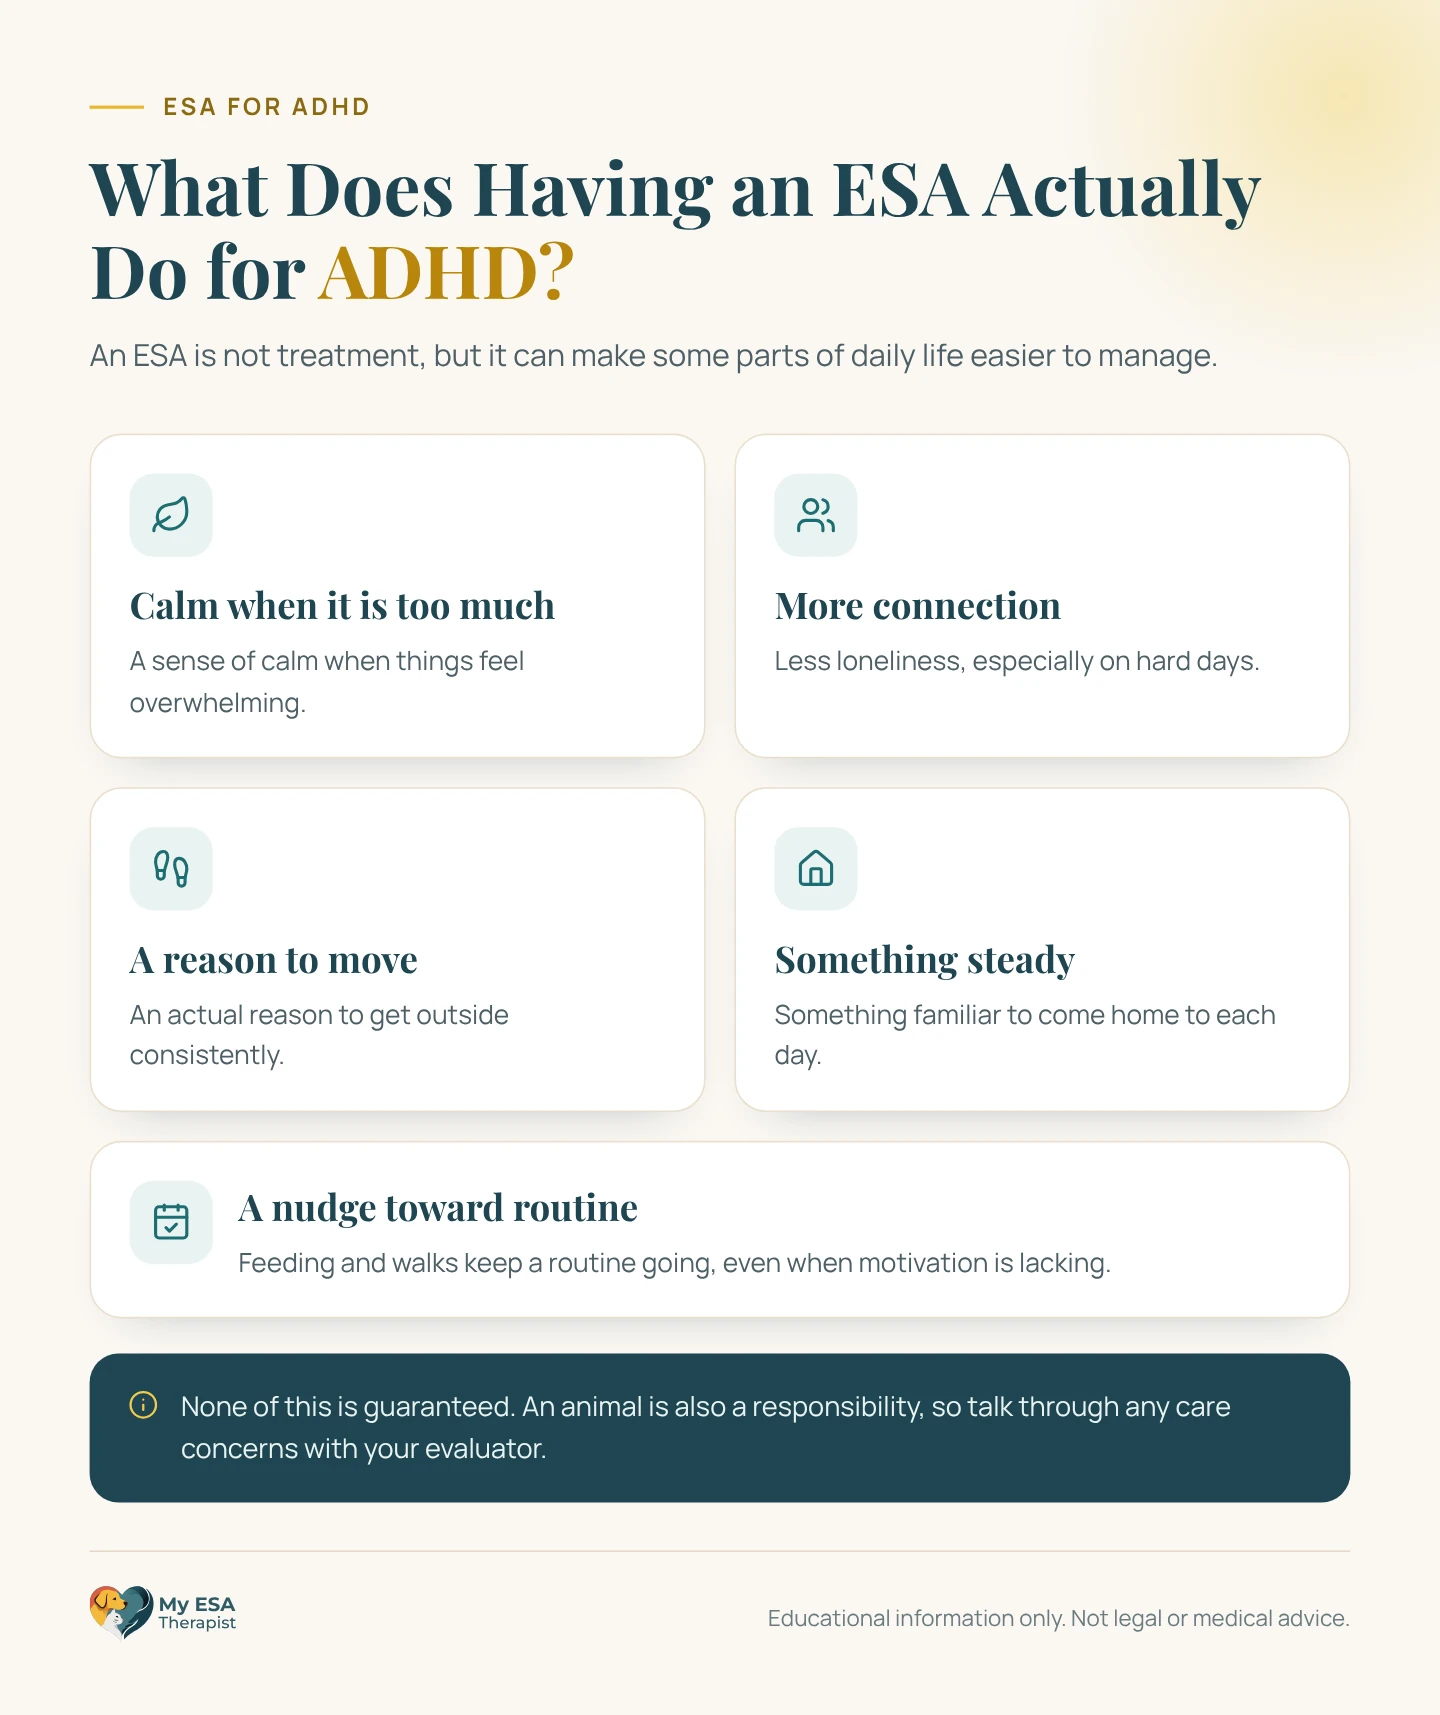 ESA FOR ADHD
What Does Having an ESA Actually
Do for ADHD?
An ESA is not treatment, but it can make some parts of daily life easier to manage.
Calm when it is too much
A sense of calm when things feel
overwhelming.
More connection
Less loneliness, especially on hard days.
A reason to move
An actual reason to get outside
consistently.
Something steady
Something familiar to come home to each
day.
A nudge toward routine
Feeding and walks keep a routine going, even when motivation is lacking.
None of this is guaranteed. An animal is also a responsibility, so talk through any care
concerns with your evaluator.
My ESA
Therapist
Educational information only. Not legal or medical advice.